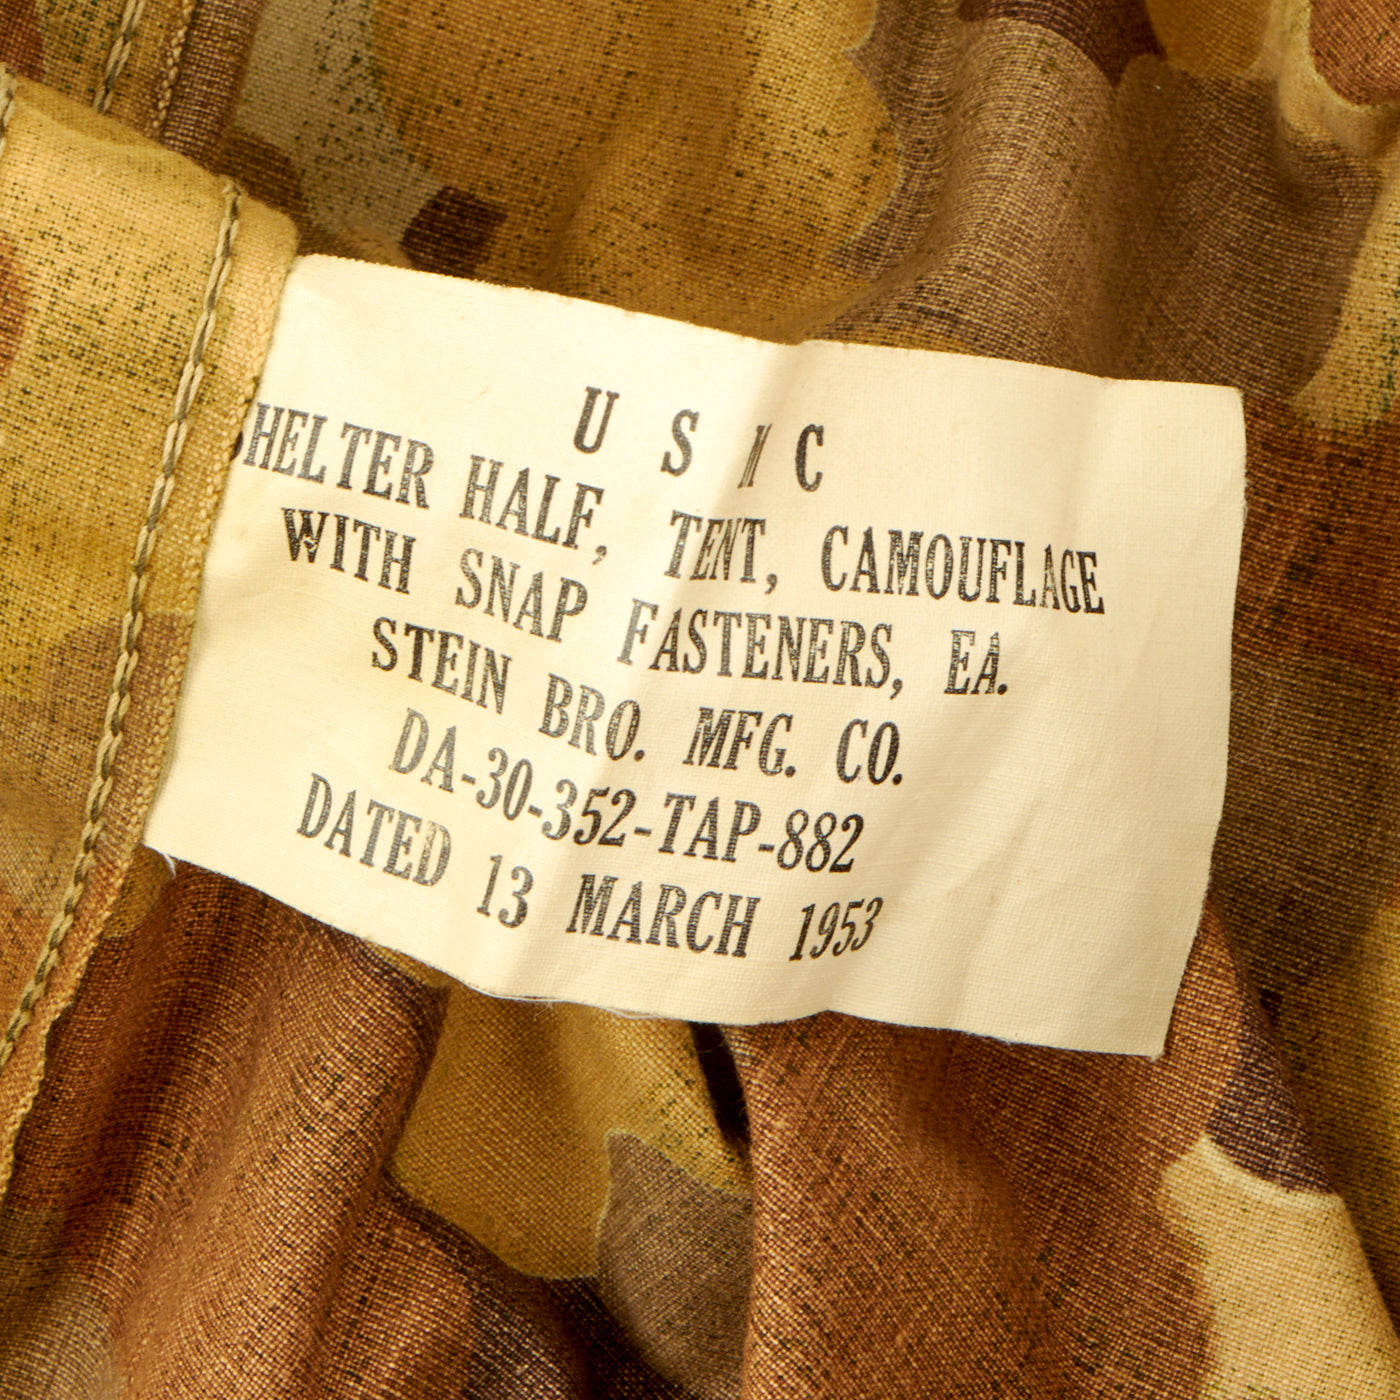 U S M C
SHELTER HALF, TENT, CAMOUFLAGE
WITH SNAP FASTENERS, EA.
STEIN BRO. MFG. CO.
DA-30-352-TAP-882
DATED 13 MARCH 1953